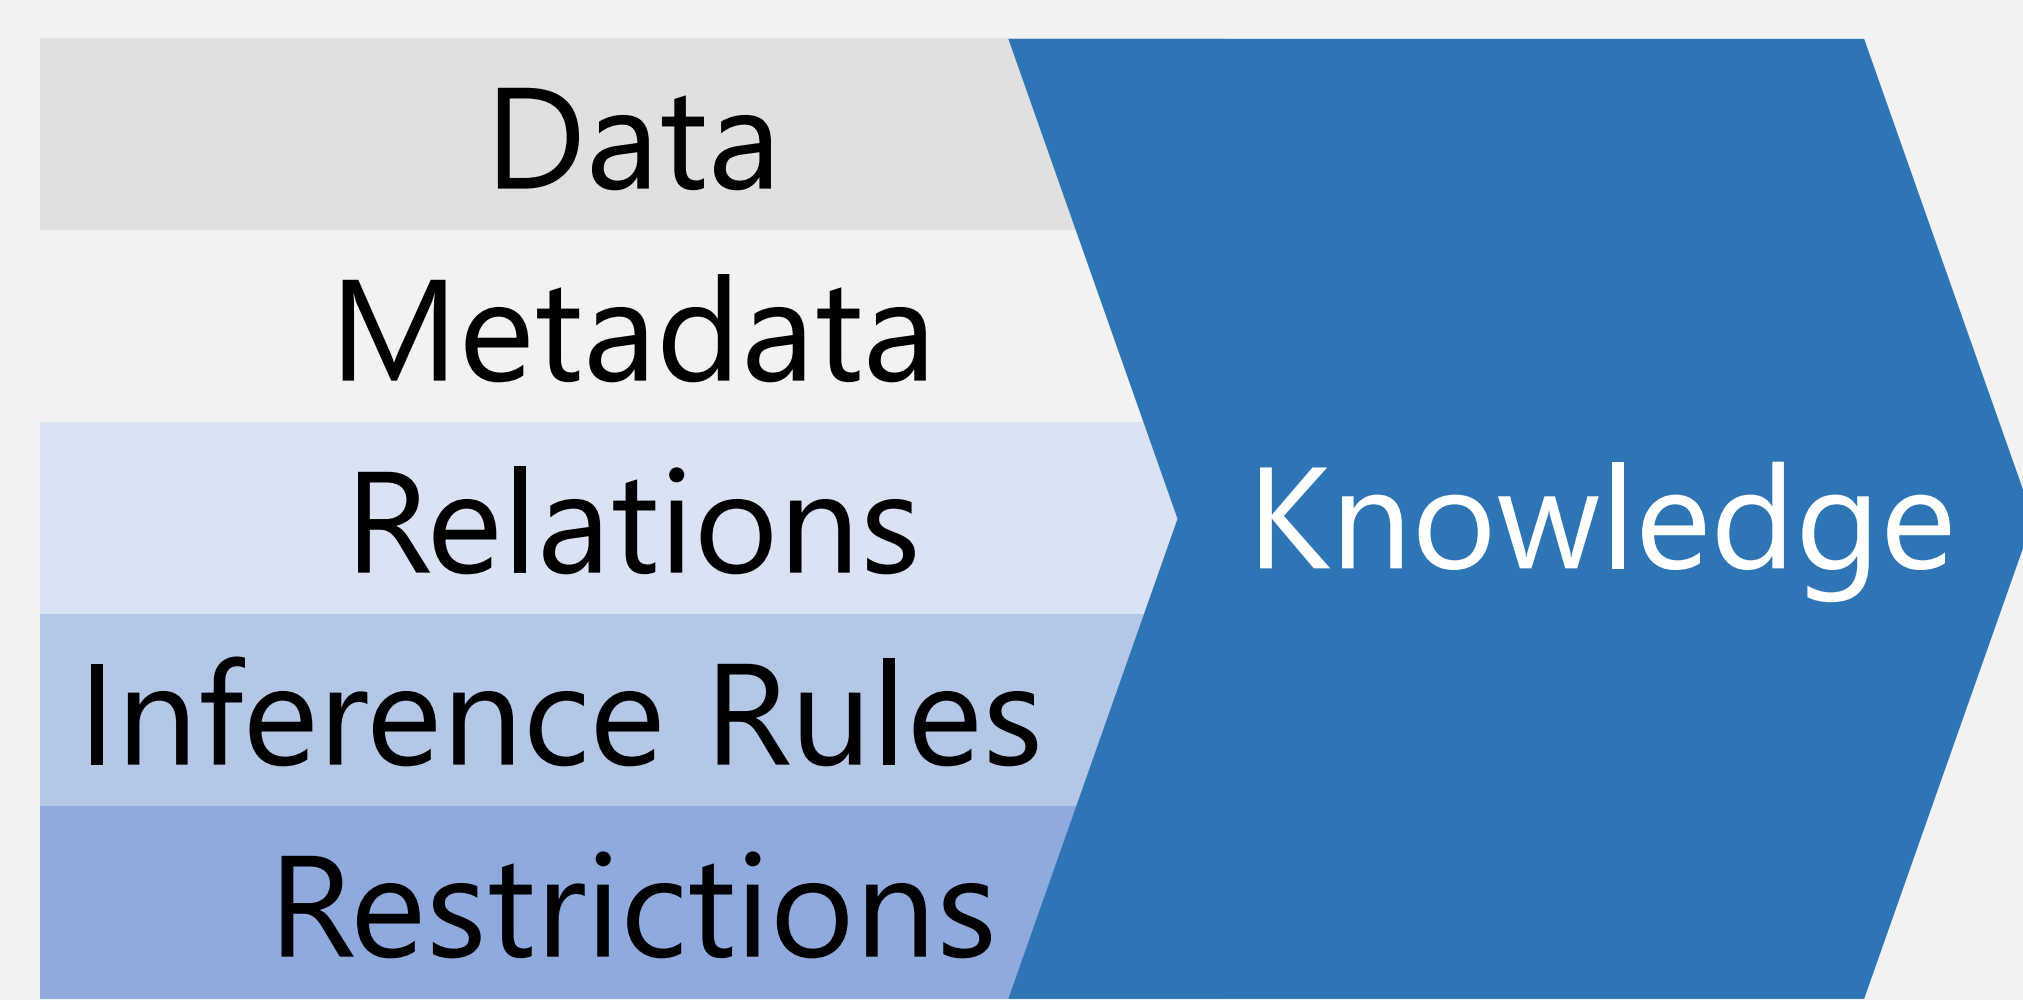 Data
Metadata
Relations
Inference Rules
Restrictions
Knowledge